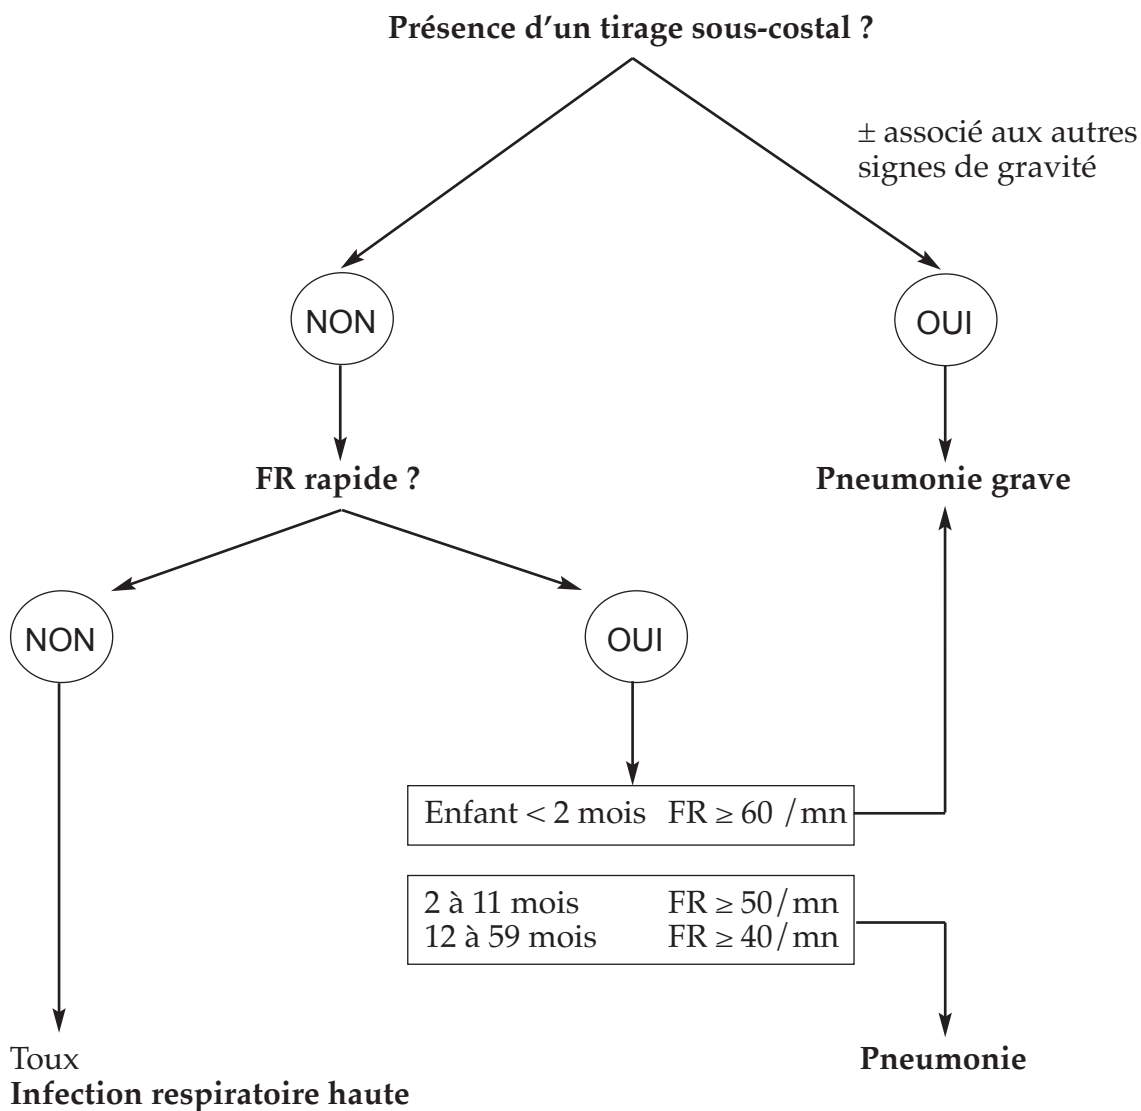 Présence d’un tirage sous-costal ?
± associé aux autres
signes de gravité
NON
OUI
FR rapide ?
Pneumonie grave
NON
OUI
Enfant < 2 mois FR ≥ 60 /mn
2 à 11 mois FR ≥ 50/mn
12 à 59 mois FR ≥ 40/mn
Toux
Infection respiratoire haute
Pneumonie